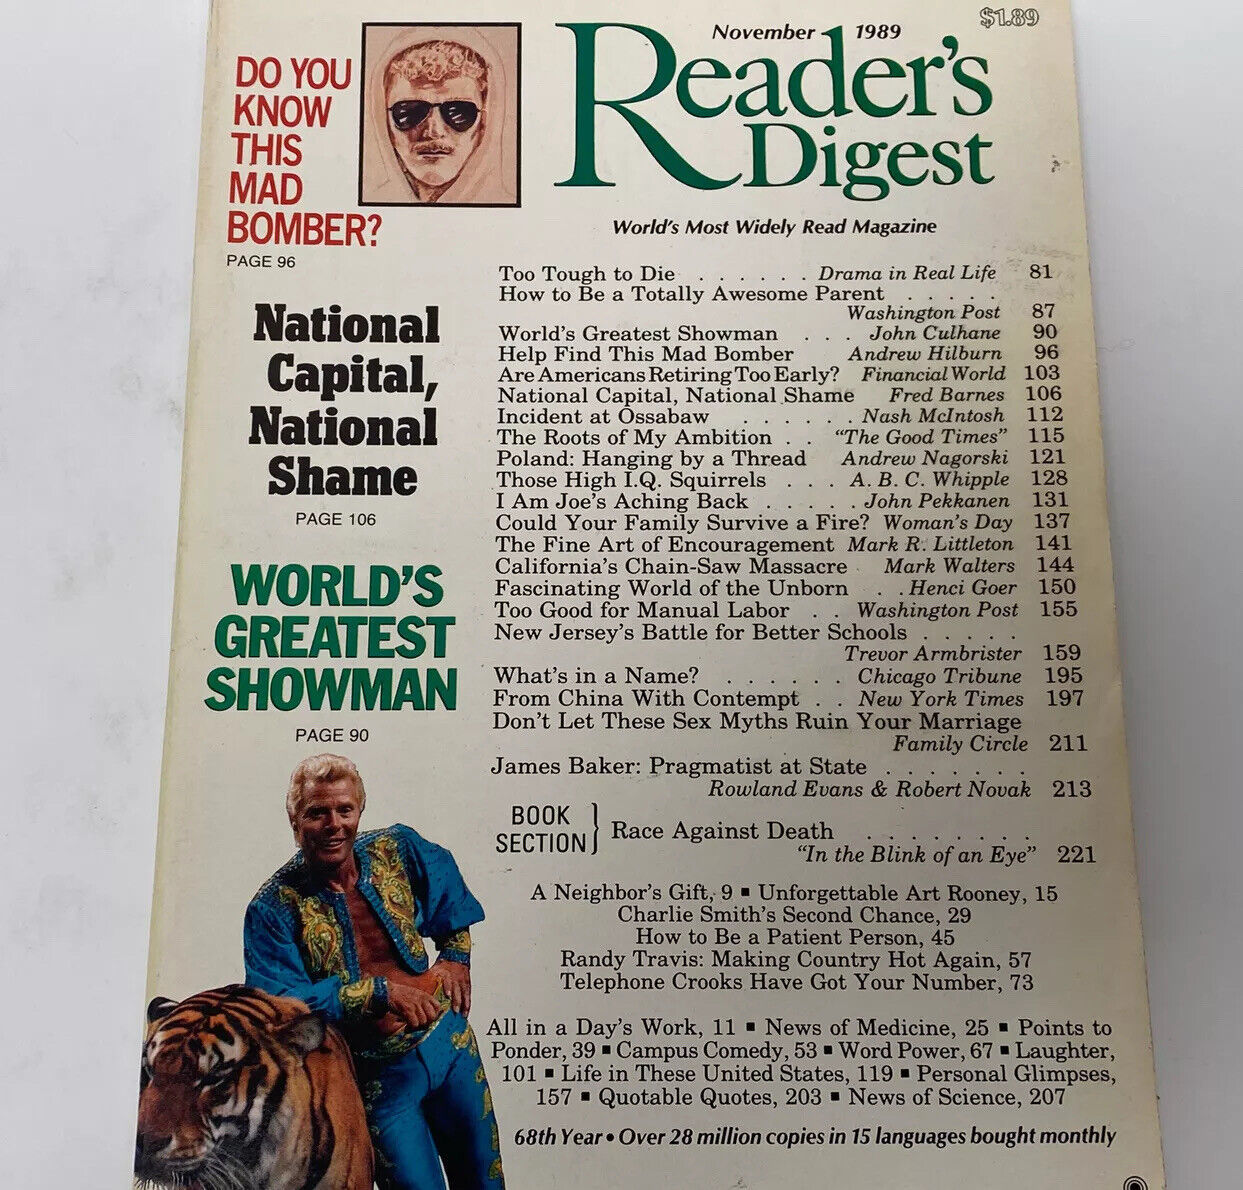 $1.89
November 1989
Reader's
Digest
World's Most Widely Read Magazine
DO YOU
KNOW
THIS
MAD
BOMBER?
PAGE 96
National
Capital,
National
Shame
PAGE 106
WORLD'S
GREATEST
SHOWMAN
PAGE 90
Too Tough to Die . . . . . . Drama in Real Life 81
How to Be a Totally Awesome Parent . . . . .
Washington Post 87
World's Greatest Showman . . . John Culhane 90
Help Find This Mad Bomber Andrew Hilburn 96
Are Americans Retiring Too Early? Financial World 103
National Capital, National Shame Fred Barnes 106
Incident at Ossabaw . . . . . . Nash McIntosh 112
The Roots of My Ambition . . "The Good Times" 115
Poland: Hanging by a Thread Andrew Nagorski 121
Those High I.Q. Squirrels . . . A. B. C. Whipple 128
I Am Joe's Aching Back . . . . . John Pekkanen 131
Could Your Family Survive a Fire? Woman's Day 137
The Fine Art of Encouragement Mark R. Littleton 141
California's Chain-Saw Massacre . Mark Walters 144
Fascinating World of the Unborn . . Henci Goer 150
Too Good for Manual Labor . . Washington Post 155
New Jersey's Battle for Better Schools . . . . .
Trevor Armbrister 159
What's in a Name? . . . . . . Chicago Tribune 195
From China With Contempt . . New York Times 197
Don't Let These Sex Myths Ruin Your Marriage
Family Circle 211
James Baker: Pragmatist at State . . . . . . .
Rowland Evans & Robert Novak 213
BOOK
SECTION
Race Against Death . . . . . . . .
"In the Blink of an Eye" 221
A Neighbor's Gift, 9 ▪ Unforgettable Art Rooney, 15
Charlie Smith's Second Chance, 29
How to Be a Patient Person, 45
Randy Travis: Making Country Hot Again, 57
Telephone Crooks Have Got Your Number, 73
All in a Day's Work, 11 ▪ News of Medicine, 25 ▪ Points to
Ponder, 39 ▪ Campus Comedy, 53 ▪ Word Power, 67 ▪ Laughter,
101 ▪ Life in These United States, 119 ▪ Personal Glimpses,
157 ▪ Quotable Quotes, 203 ▪ News of Science, 207
68th Year • Over 28 million copies in 15 languages bought monthly